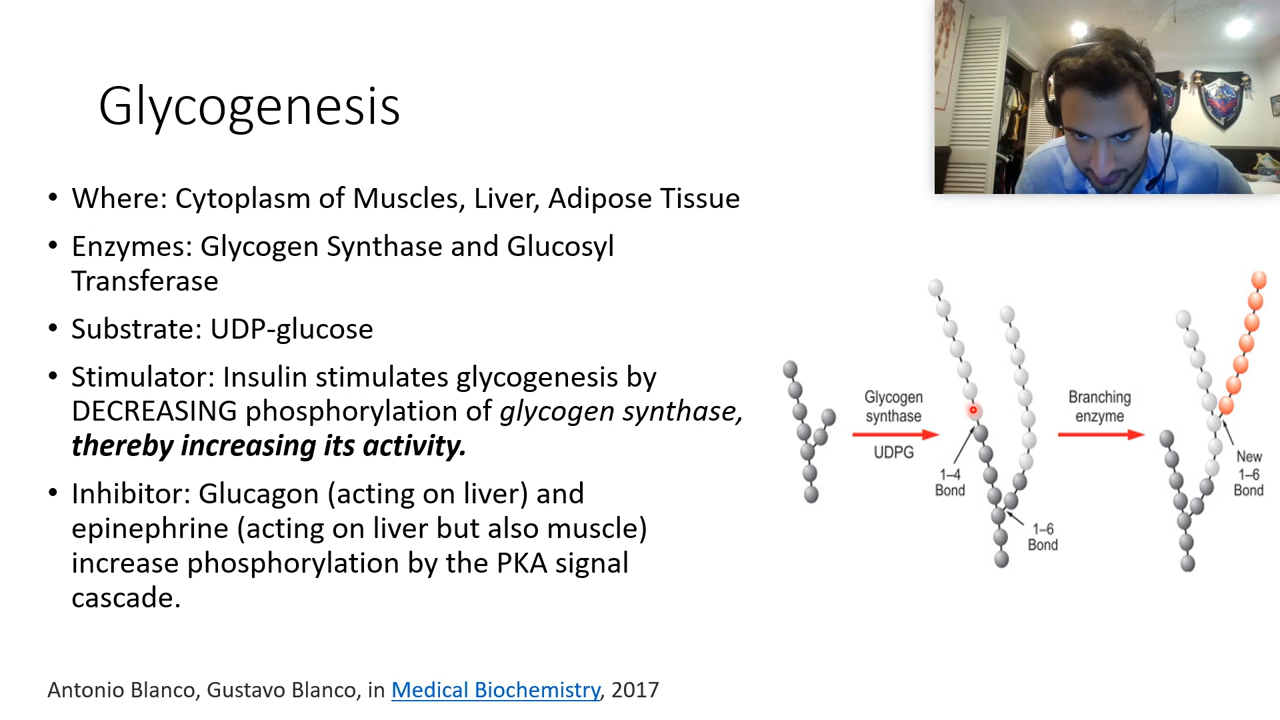 Glycogenesis
• Where: Cytoplasm of Muscles, Liver, Adipose Tissue
• Enzymes: Glycogen Synthase and Glucosyl
Transferase
• Substrate: UDP-glucose
• Stimulator: Insulin stimulates glycogenesis by
DECREASING phosphorylation of glycogen synthase,
thereby increasing its activity.
• Inhibitor: Glucagon (acting on liver) and
epinephrine (acting on liver but also muscle)
increase phosphorylation by the PKA signal
cascade.
Glycogen
synthase
UDPG
1–4
Bond
1–6
Bond
Branching
enzyme
New
1–6
Bond
Antonio Blanco, Gustavo Blanco, in Medical Biochemistry, 2017